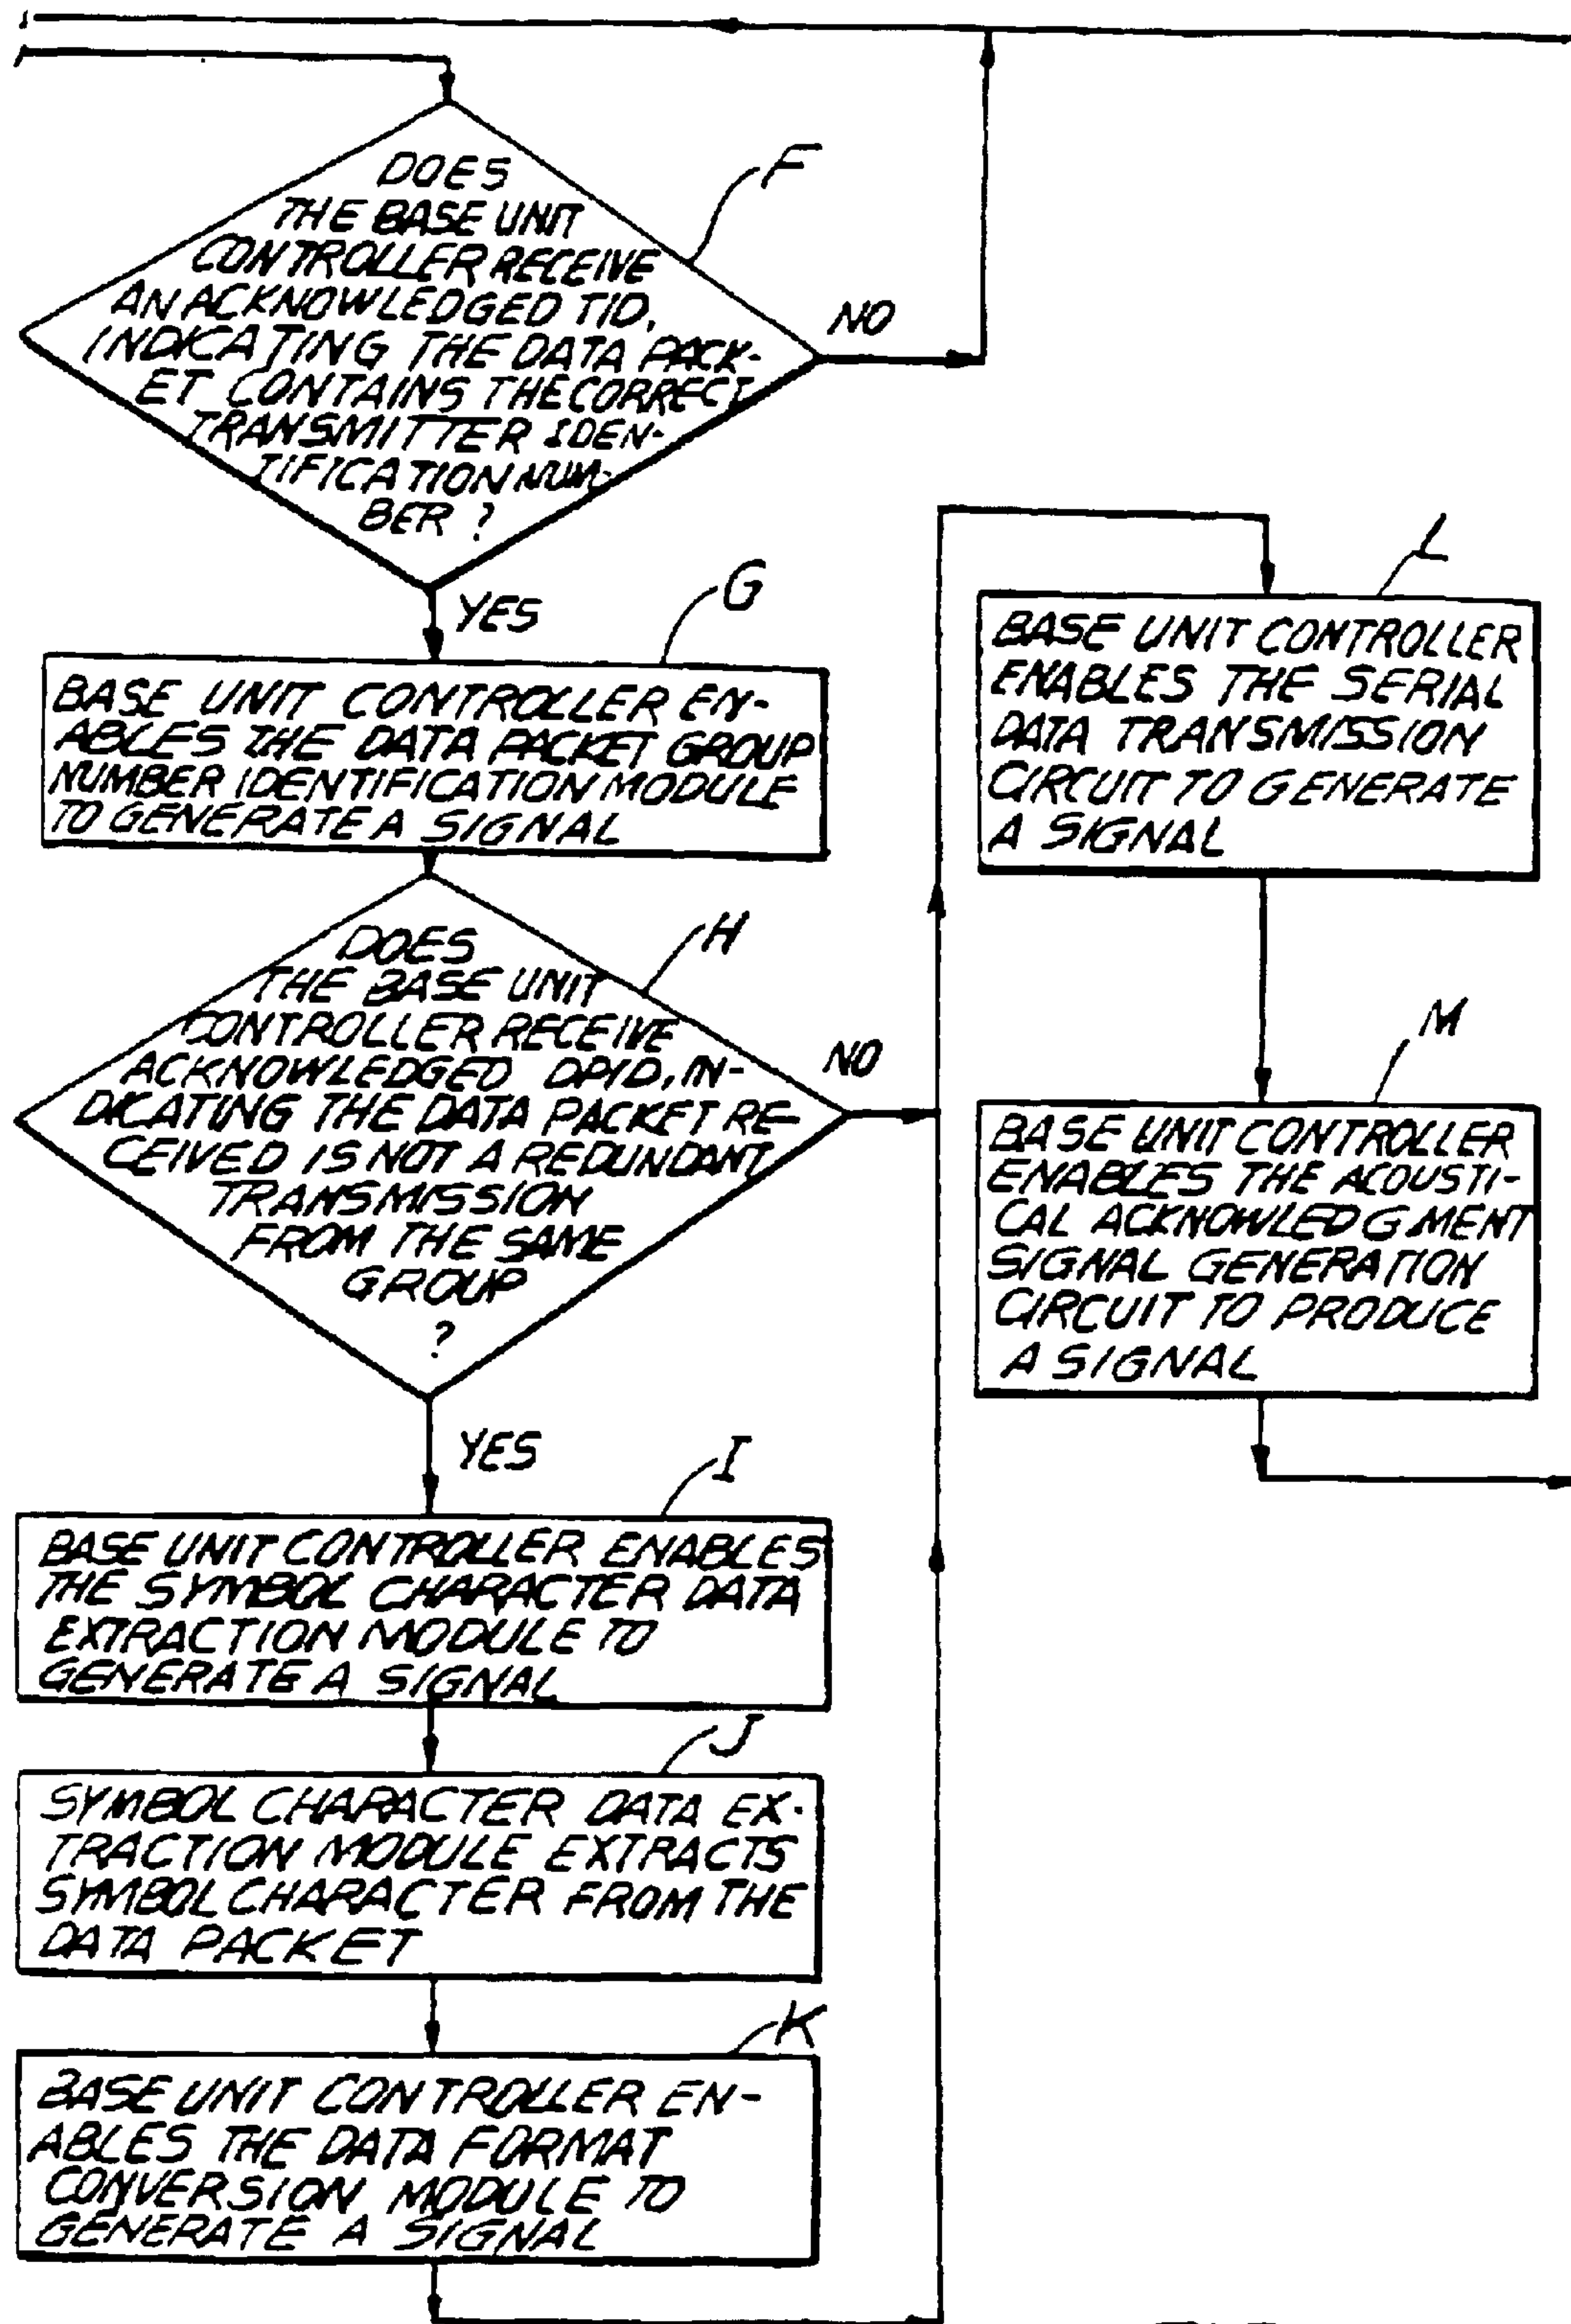 F
DOES
THE BASE UNIT
CONTROLLER RECEIVE
AN ACKNOWLEDGED TID,
INDICATING THE DATA PACK-
ET CONTAINS THE CORRECT
TRANSMITTER IDEN-
TIFICATION NUM-
BER ?
NO
YES
G
BASE UNIT CONTROLLER EN-
ABLES THE DATA PACKET GROUP
NUMBER IDENTIFICATION MODULE
TO GENERATE A SIGNAL
H
DOES
THE BASE UNIT
CONTROLLER RECEIVE
ACKNOWLEDGED DPID, IN-
DICATING THE DATA PACKET RE-
CEIVED IS NOT A REDUNDANT
TRANSMISSION
FROM THE SAME
GROUP
?
NO
YES
I
BASE UNIT CONTROLLER ENABLES
THE SYMBOL CHARACTER DATA
EXTRACTION MODULE TO
GENERATE A SIGNAL
J
SYMBOL CHARACTER DATA EX-
TRACTION MODULE EXTRACTS
SYMBOL CHARACTER FROM THE
DATA PACKET
K
BASE UNIT CONTROLLER EN-
ABLES THE DATA FORMAT
CONVERSION MODULE TO
GENERATE A SIGNAL
L
BASE UNIT CONTROLLER
ENABLES THE SERIAL
DATA TRANSMISSION
CIRCUIT TO GENERATE
A SIGNAL
M
BASE UNIT CONTROLLER
ENABLES THE ACOUSTI-
CAL ACKNOWLEDGMENT
SIGNAL GENERATION
CIRCUIT TO PRODUCE
A SIGNAL